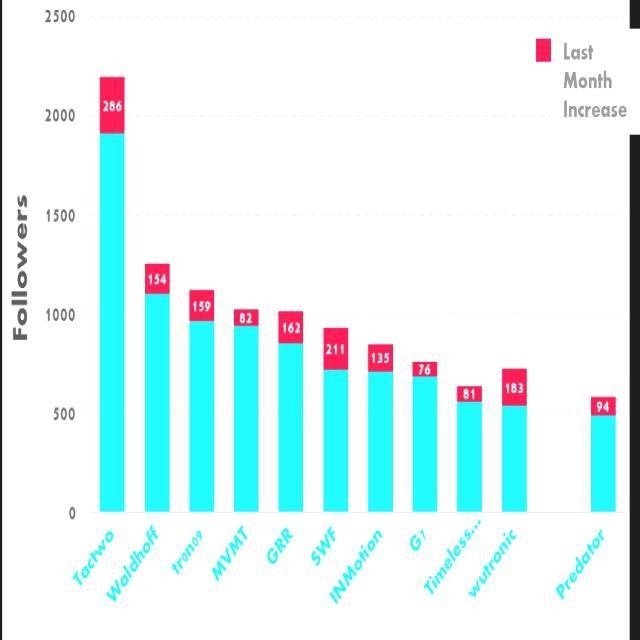 2500
Last
Month
Increase
286
2000
1500
Followers
154
159
82
162
1000
211
135
76
183
81
94
500
0
Tactwo
Waldhoff
tr0n09
MVMT
GRR
SWF
INMotion
G7
Timeless...
wutronic
Predator